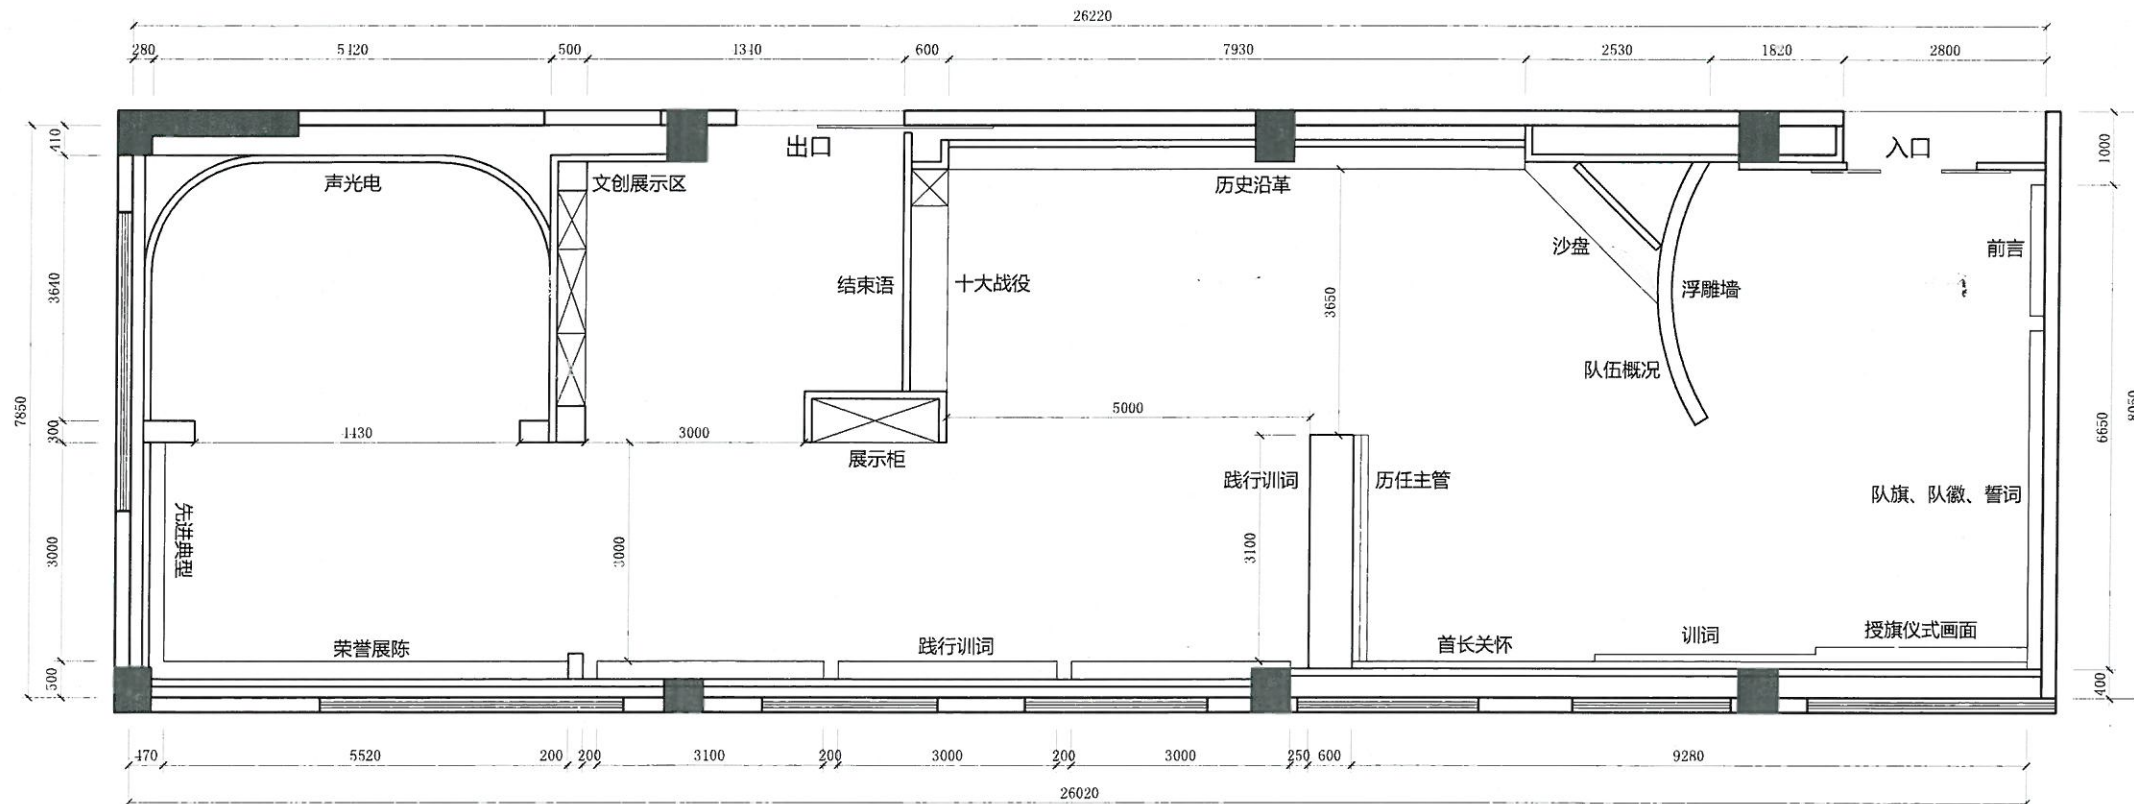 26220
280 5420 500 4340 600 7930 2530 1820 2800
410
出口
入口
1000
声光电
文创展示区
历史沿革
沙盘
前言
3640
结束语
十大战役
3650
浮雕墙
队伍概况
7850
300
4430
3000
5000
6650
8050
展示柜
践行训词
历任主管
队旗、队徽、誓词
先进典型
3000
3000
3100
荣誉展陈
践行训词
首长关怀
训词
授旗仪式画面
500
400
470 5520 200 200 3100 200 3000 200 3000 250 600 9280
26020